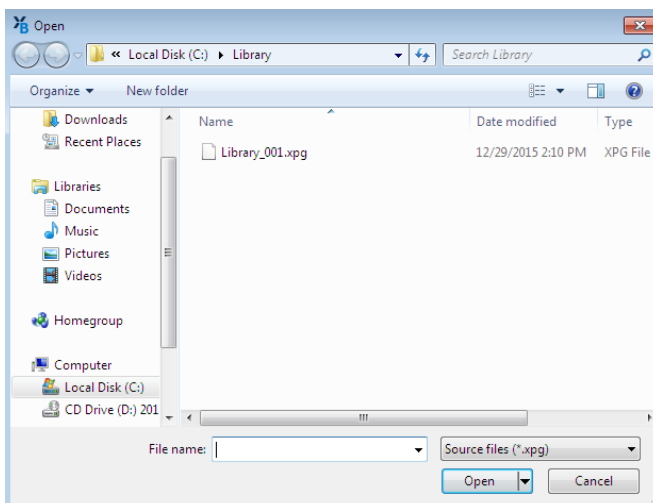 Open
« Local Disk (C:) Library Search Library
Organize New folder
Name Date modified Type
Downloads
Recent Places
Library_001.xpg 12/29/2015 2:10 PM XPG File
Libraries
Documents
Music
Pictures
Videos
Homegroup
Computer
Local Disk (C:)
CD Drive (D:) 201
File name: Source files (*.xpg)
Open Cancel